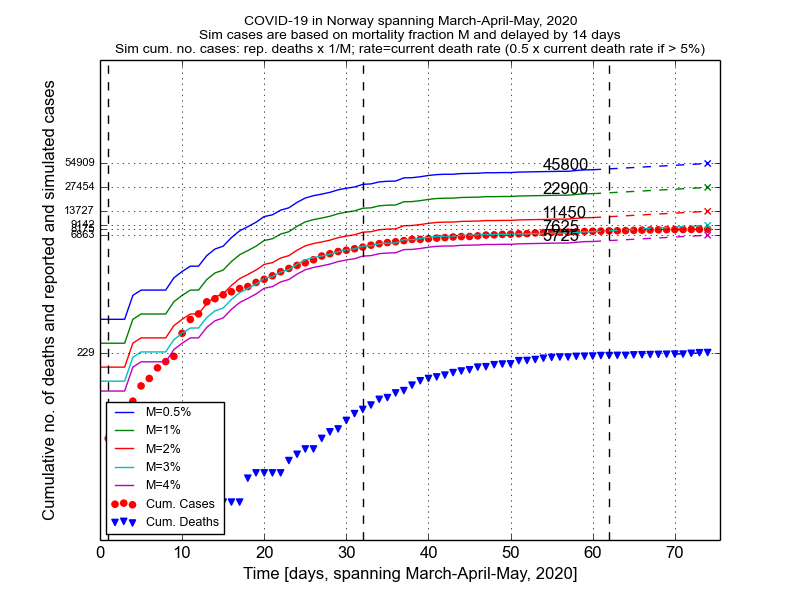 COVID-19 in Norway spanning March-April-May, 2020
Sim cases are based on mortality fraction M and delayed by 14 days
Sim cum. no. cases: rep. deaths x 1/M; rate=current death rate (0.5 x current death rate if > 5%)
Cumulative no. of deaths and reported and simulated cases
54909
27454
13727
9142
6863
229
45800
22900
11450
7625
5725
M=0.5%
M=1%
M=2%
M=3%
M=4%
Cum. Cases
Cum. Deaths
0 10 20 30 40 50 60 70
Time [days, spanning March-April-May, 2020]